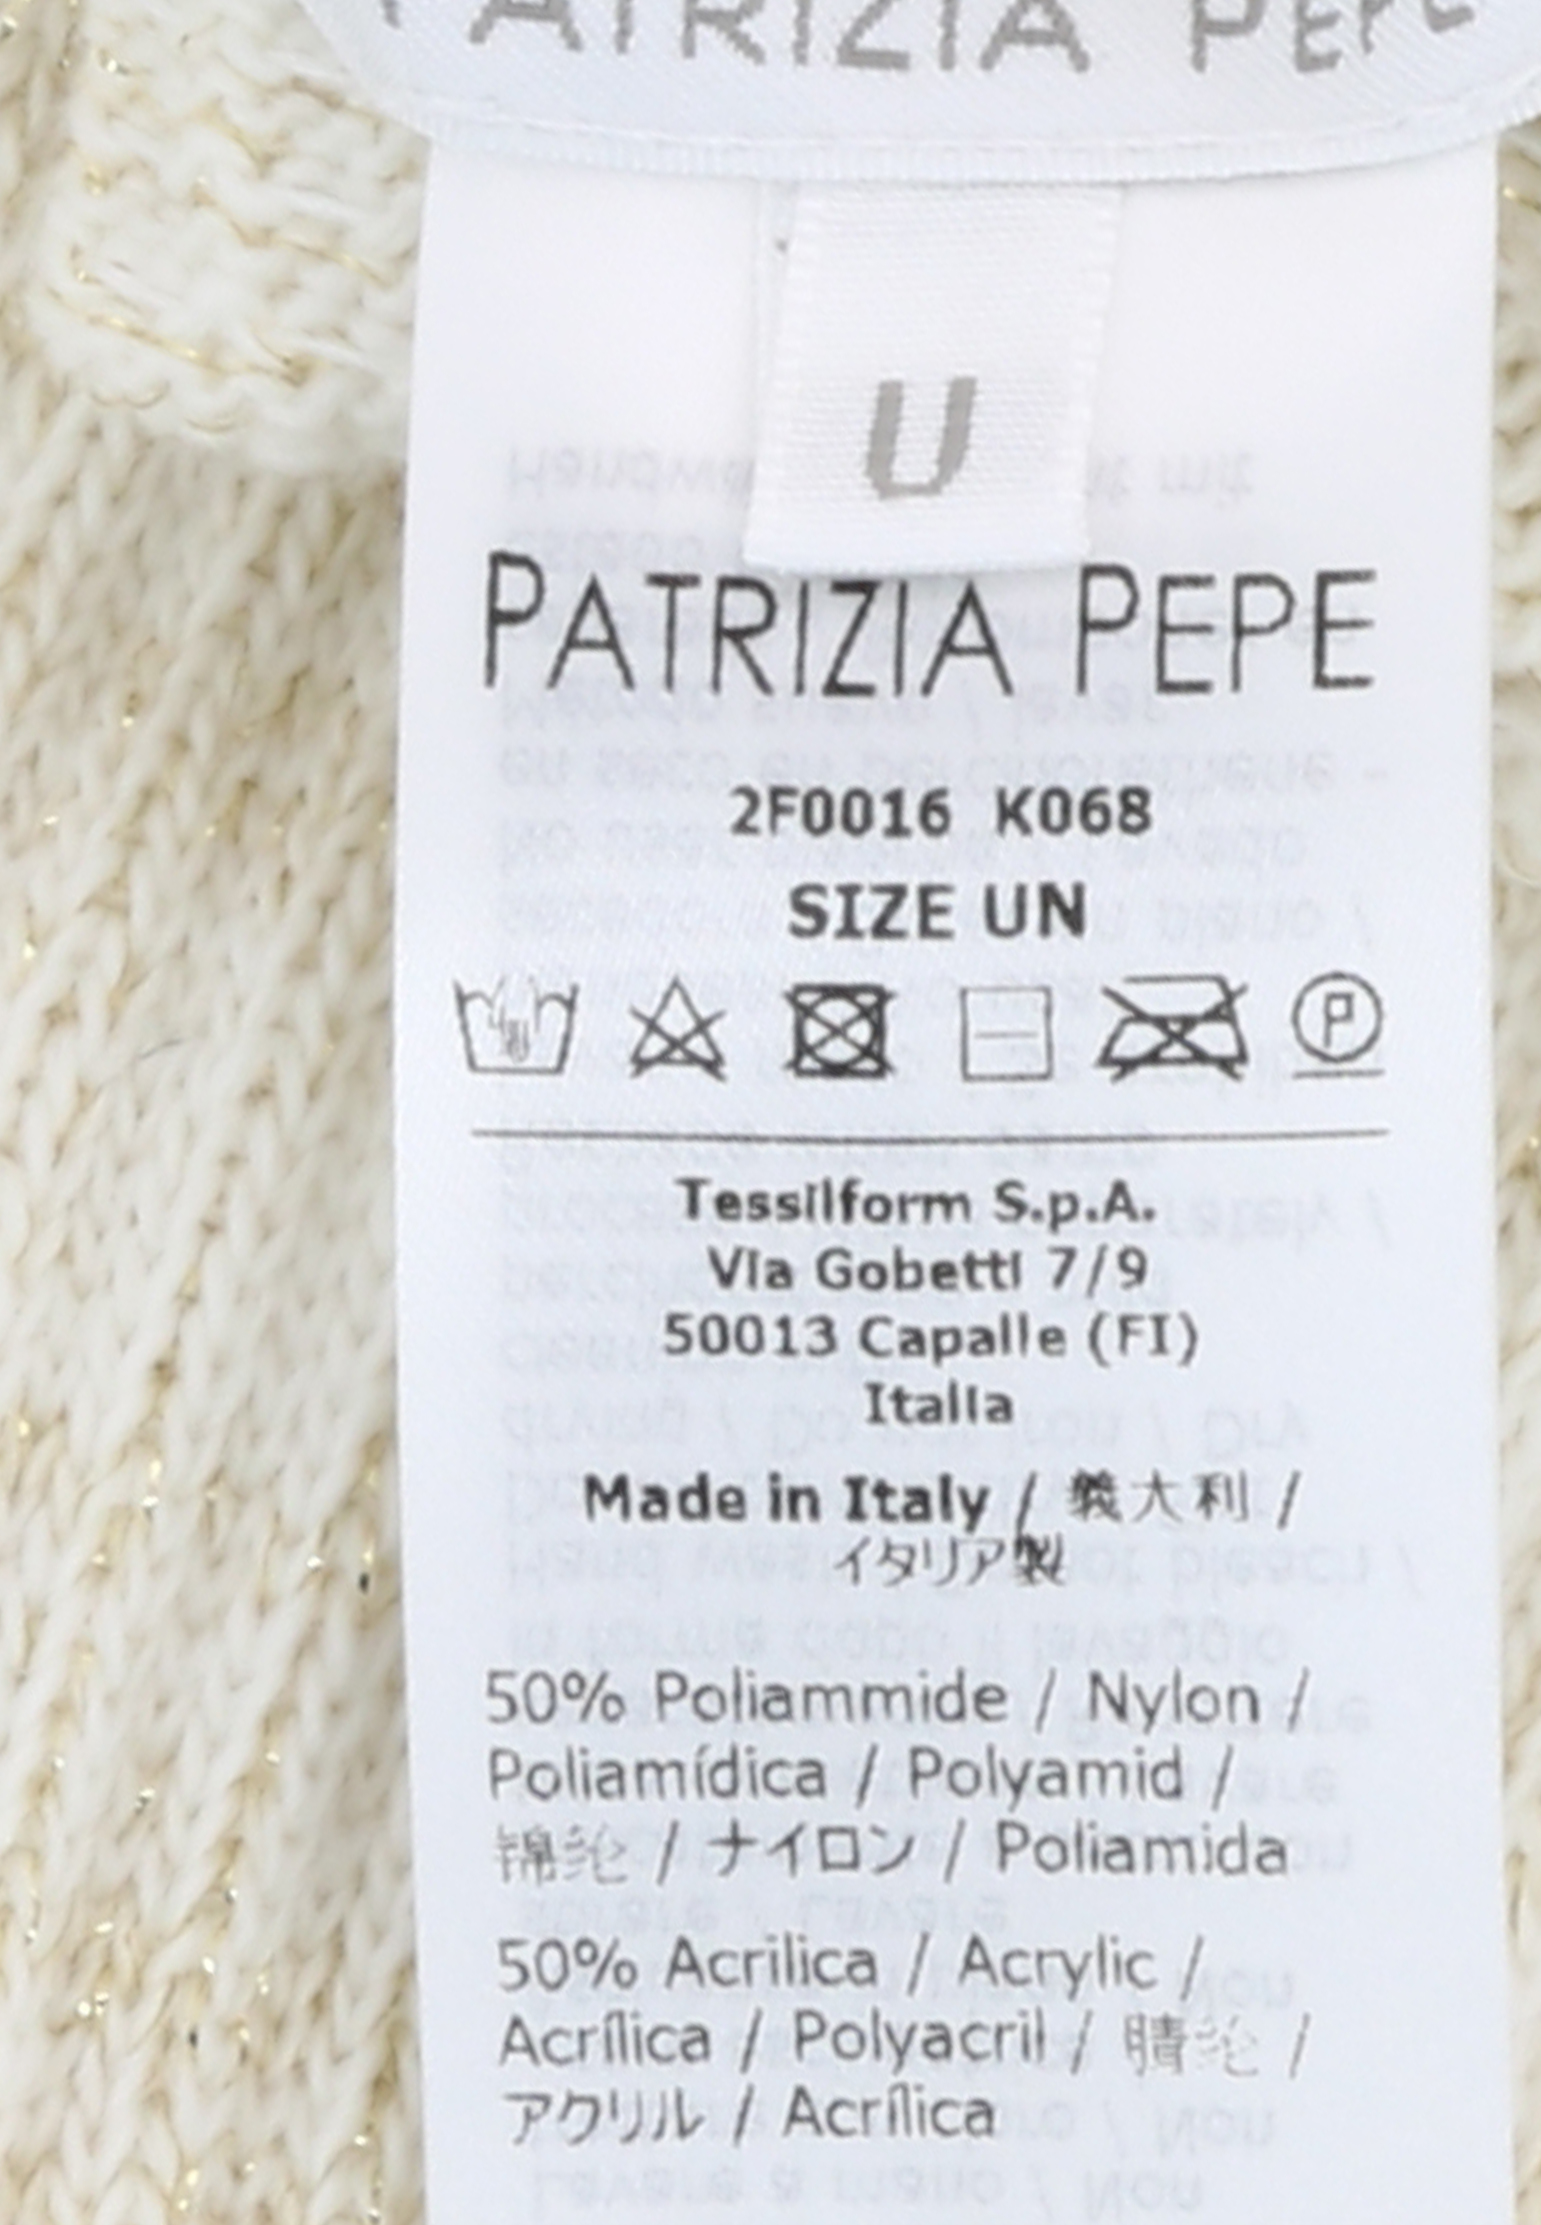 PATRIZIA PEPE
U
PATRIZIA PEPE
2F0016 K068
SIZE UN
P
Tessilform S.p.A.
Via Gobetti 7/9
50013 Capalle (FI)
Italia
Made in Italy / 義大利 /
イタリア製
50% Poliammide / Nylon /
Poliamídica / Polyamid /
锦纶 / ナイロン / Poliamida
50% Acrilica / Acrylic /
Acrílica / Polyacril / 腈纶 /
アクリル / Acrílica